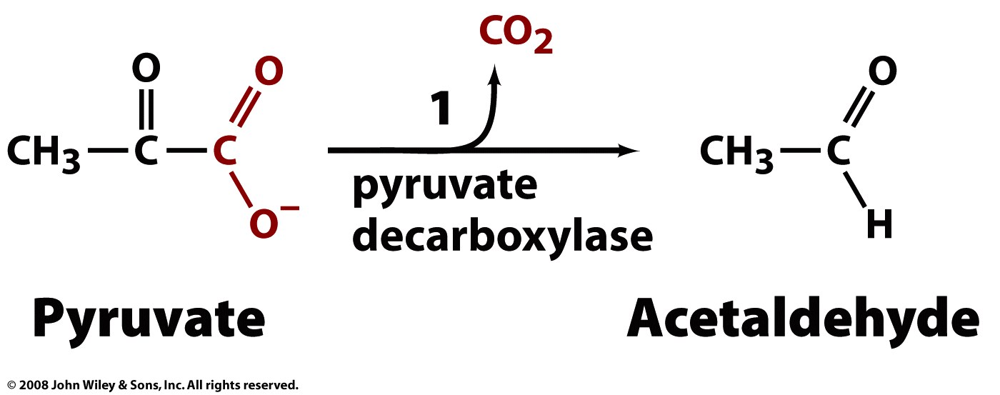 CO₂
O
O
1
O
CH₃—C—C
CH₃—C
O⁻
H
pyruvate
decarboxylase
Pyruvate
Acetaldehyde
© 2008 John Wiley & Sons, Inc. All rights reserved.